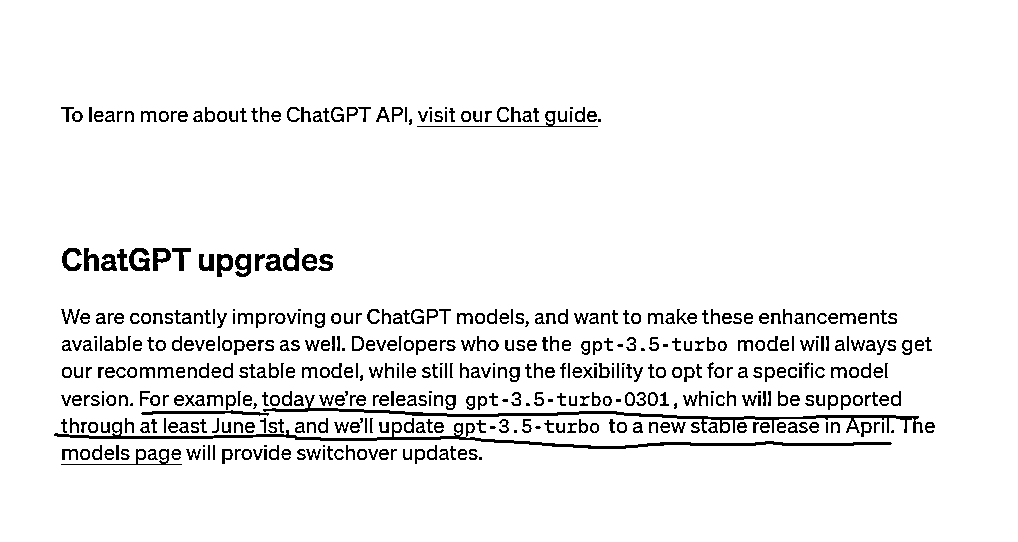 To learn more about the ChatGPT API, visit our Chat guide.
ChatGPT upgrades
We are constantly improving our ChatGPT models, and want to make these enhancements
available to developers as well. Developers who use the gpt-3.5-turbo model will always get
our recommended stable model, while still having the flexibility to opt for a specific model
version. For example, today we're releasing gpt-3.5-turbo-0301, which will be supported
through at least June 1st, and we'll update gpt-3.5-turbo to a new stable release in April. The
models page will provide switchover updates.